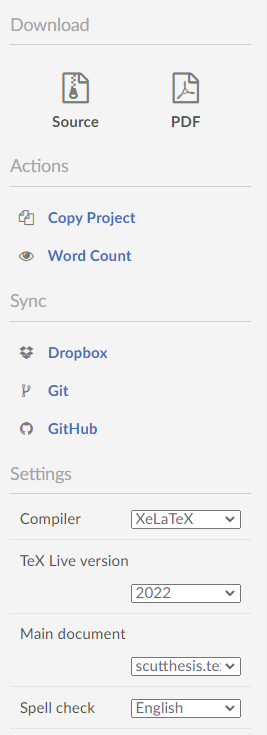 Download
Source PDF
Actions
Copy Project
Word Count
Sync
Dropbox
Git
GitHub
Settings
Compiler XeLaTeX
TeX Live version
2022
Main document
scutthesis.te
Spell check English